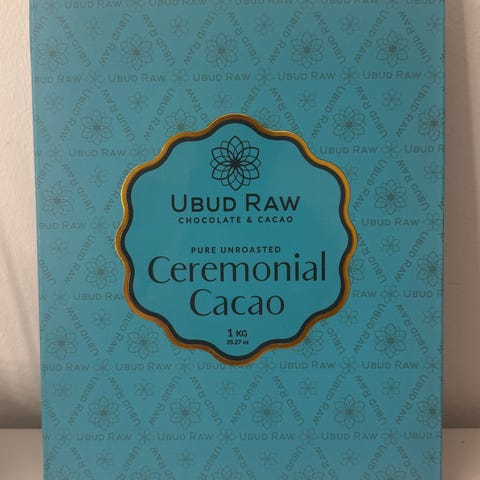 UBUD RAW
CHOCOLATE & CACAO
PURE UNROASTED
Ceremonial
Cacao
1 KG
35.27 oz